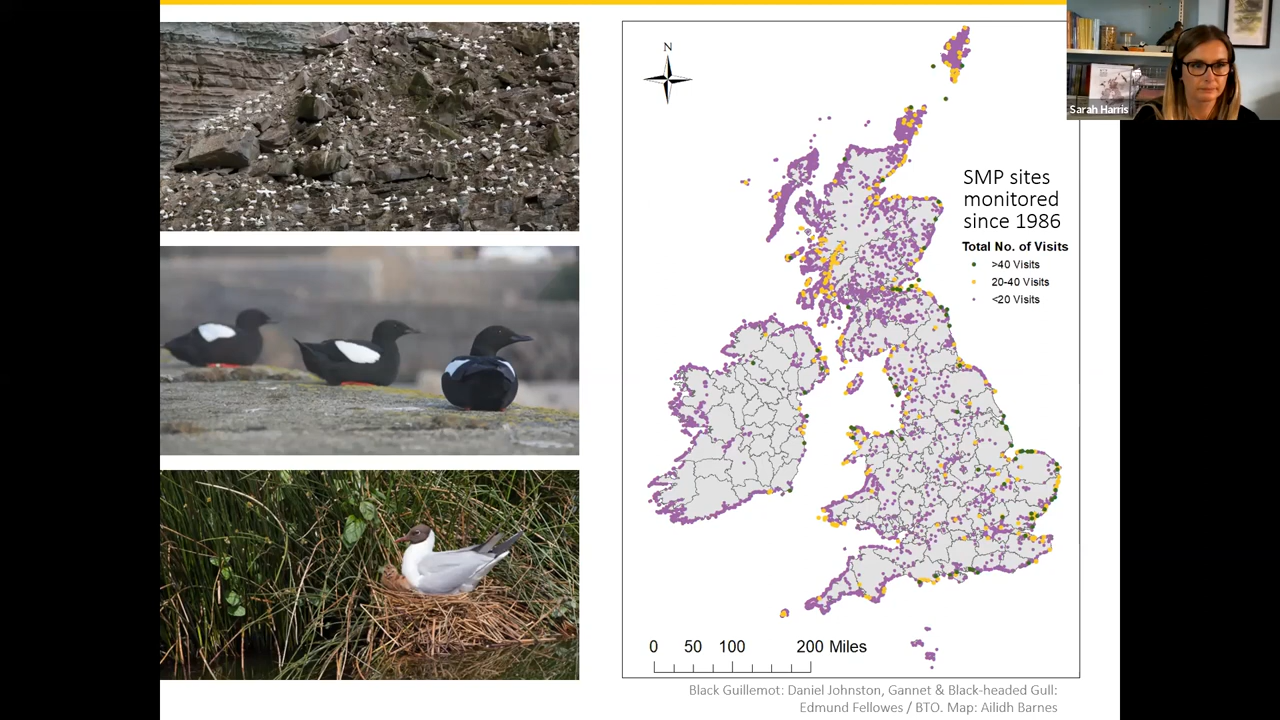 Sarah Harris
N
SMP sites
monitored
since 1986
Total No. of Visits
>40 Visits
20-40 Visits
<20 Visits
0 50 100 200 Miles
Black Guillemot: Daniel Johnston, Gannet & Black-headed Gull:
Edmund Fellowes / BTO. Map: Ailidh Barnes